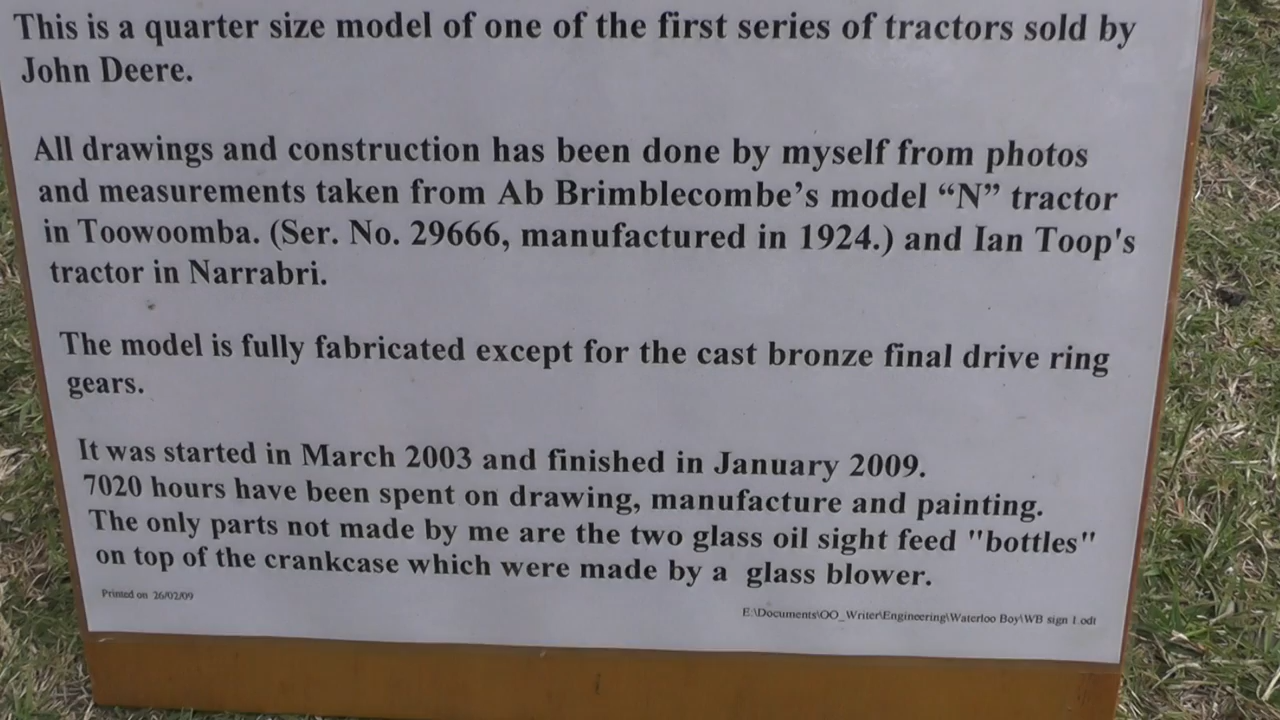 This is a quarter size model of one of the first series of tractors sold by
John Deere.
All drawings and construction has been done by myself from photos
and measurements taken from Ab Brimblecombe’s model “N” tractor
in Toowoomba. (Ser. No. 29666, manufactured in 1924.) and Ian Toop's
tractor in Narrabri.
The model is fully fabricated except for the cast bronze final drive ring
gears.
It was started in March 2003 and finished in January 2009.
7020 hours have been spent on drawing, manufacture and painting.
The only parts not made by me are the two glass oil sight feed "bottles"
on top of the crankcase which were made by a glass blower.
Printed on 26/02/09
E:\Documents\OO_Writer\Engineering\Waterloo Boy\WB sign 1.odt